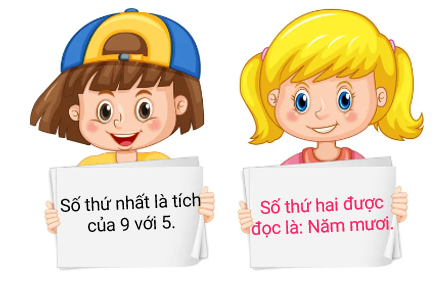 Số thứ nhất là tích
của 9 với 5.
Số thứ hai được
đọc là: Năm mươi.